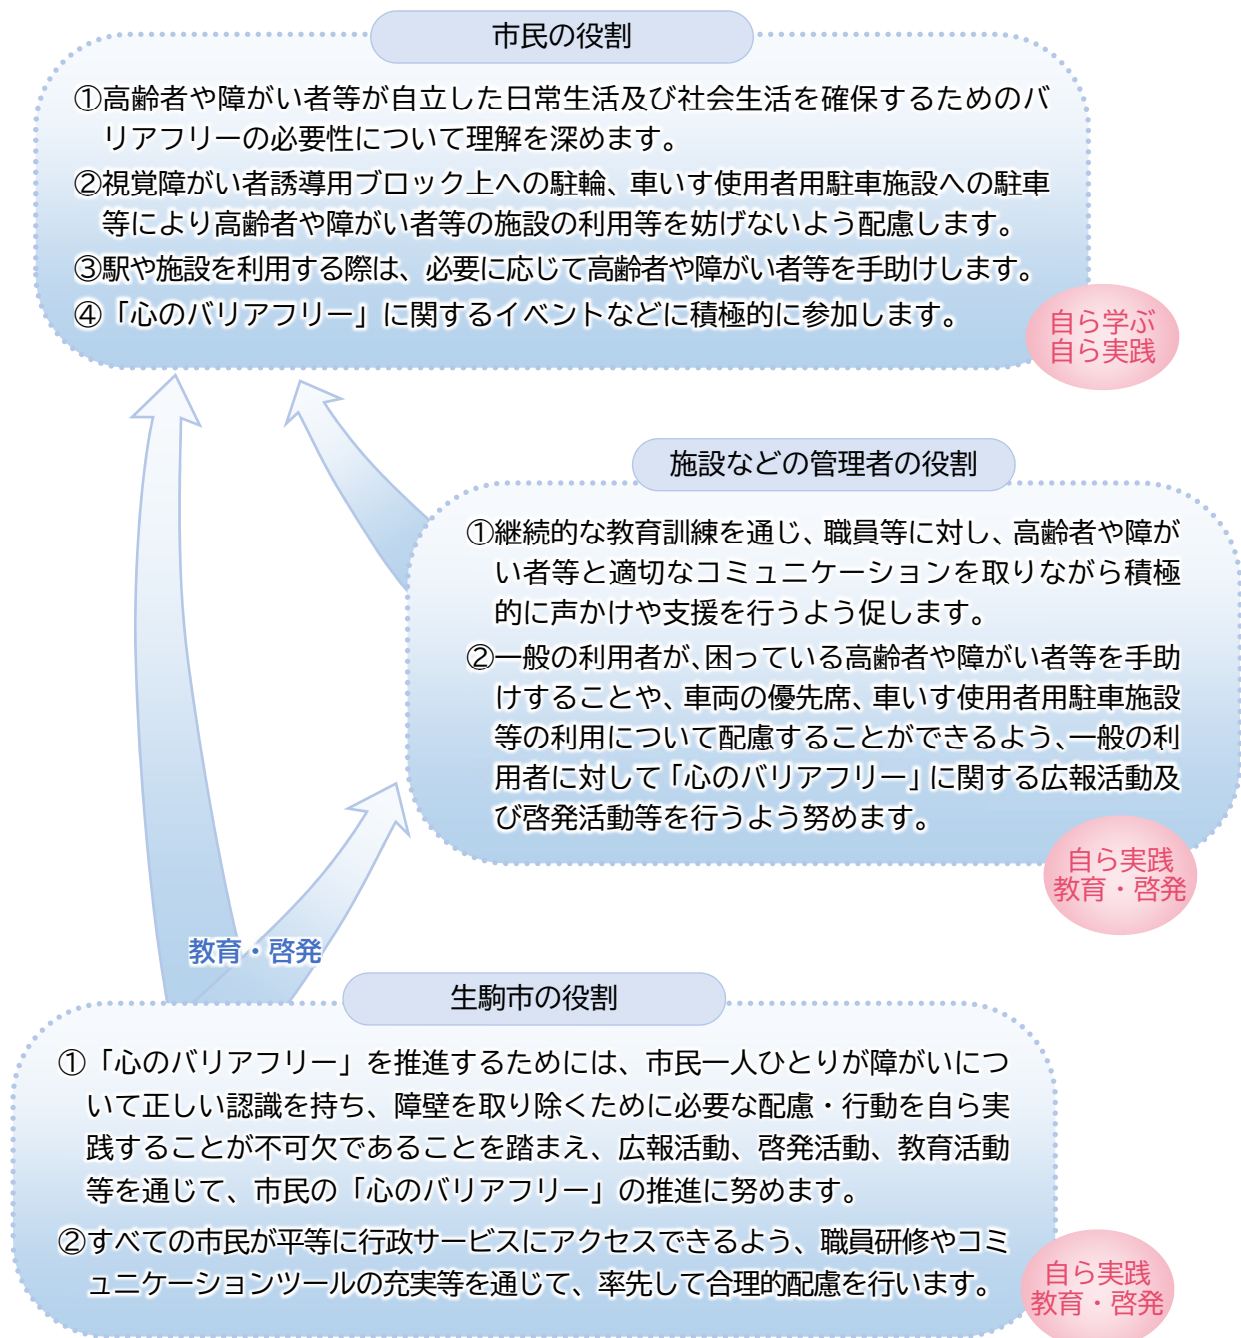 市民の役割
①高齢者や障がい者等が自立した日常生活及び社会生活を確保するためのバ
リアフリーの必要性について理解を深めます。
②視覚障がい者誘導用ブロック上への駐輪、車いす使用者用駐車施設への駐車
等により高齢者や障がい者等の施設の利用等を妨げないよう配慮します。
③駅や施設を利用する際は、必要に応じて高齢者や障がい者等を手助けします。
④「心のバリアフリー」に関するイベントなどに積極的に参加します。
自ら学ぶ
自ら実践
施設などの管理者の役割
①継続的な教育訓練を通じ、職員等に対し、高齢者や障が
い者等と適切なコミュニケーションを取りながら積極
的に声かけや支援を行うよう促します。
②一般の利用者が、困っている高齢者や障がい者等を手助
けすることや、車両の優先席、車いす使用者用駐車施設
等の利用について配慮することができるよう、一般の利
用者に対して「心のバリアフリー」に関する広報活動及
び啓発活動等を行うよう努めます。
自ら実践
教育・啓発
教育・啓発
生駒市の役割
①「心のバリアフリー」を推進するためには、市民一人ひとりが障がいにつ
いて正しい認識を持ち、障壁を取り除くために必要な配慮・行動を自ら実
践することが不可欠であることを踏まえ、広報活動、啓発活動、教育活動
等を通じて、市民の「心のバリアフリー」の推進に努めます。
②すべての市民が平等に行政サービスにアクセスできるよう、職員研修やコミ
ュニケーションツールの充実等を通じて、率先して合理的配慮を行います。
自ら実践
教育・啓発